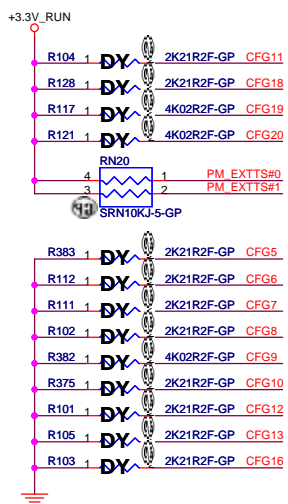 +3.3V_RUN
R104 1 DY 2K21R2F-GP CFG11
R128 1 DY 2K21R2F-GP CFG18
R117 1 DY 4K02R2F-GP CFG19
R121 1 DY 4K02R2F-GP CFG20
RN20
4 1 PM_EXTTS#0
3 2 PM_EXTTS#1
SRN10KJ-5-GP
R383 1 DY 2K21R2F-GP CFG5
R112 1 DY 2K21R2F-GP CFG6
R111 1 DY 2K21R2F-GP CFG7
R102 1 DY 2K21R2F-GP CFG8
R382 1 DY 4K02R2F-GP CFG9
R375 1 DY 2K21R2F-GP CFG10
R101 1 DY 2K21R2F-GP CFG12
R105 1 DY 2K21R2F-GP CFG13
R103 1 DY 2K21R2F-GP CFG16